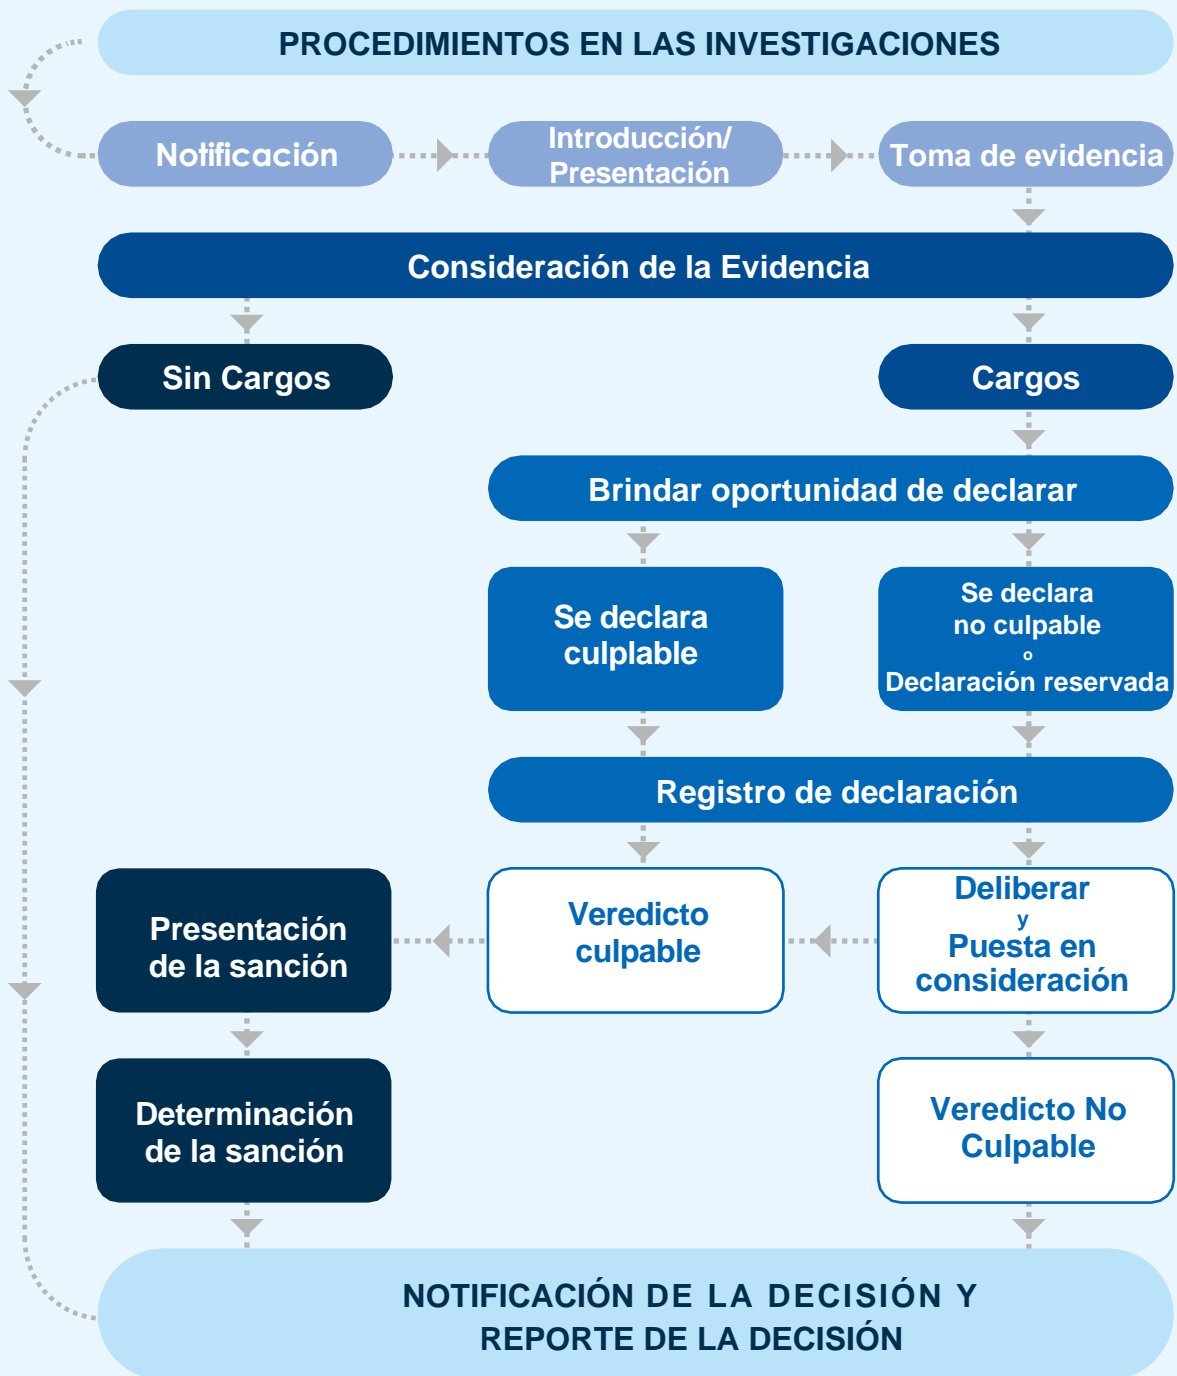 PROCEDIMIENTOS EN LAS INVESTIGACIONES
Notificación
Introducción/
Presentación
Toma de evidencia
Consideración de la Evidencia
Sin Cargos
Cargos
Brindar oportunidad de declarar
Se declara
culplable
Se declara
no culpable
o
Declaración reservada
Registro de declaración
Presentación
de la sanción
Veredicto
culpable
Deliberar
y
Puesta en
consideración
Determinación
de la sanción
Veredicto No
Culpable
NOTIFICACIÓN DE LA DECISIÓN Y
REPORTE DE LA DECISIÓN